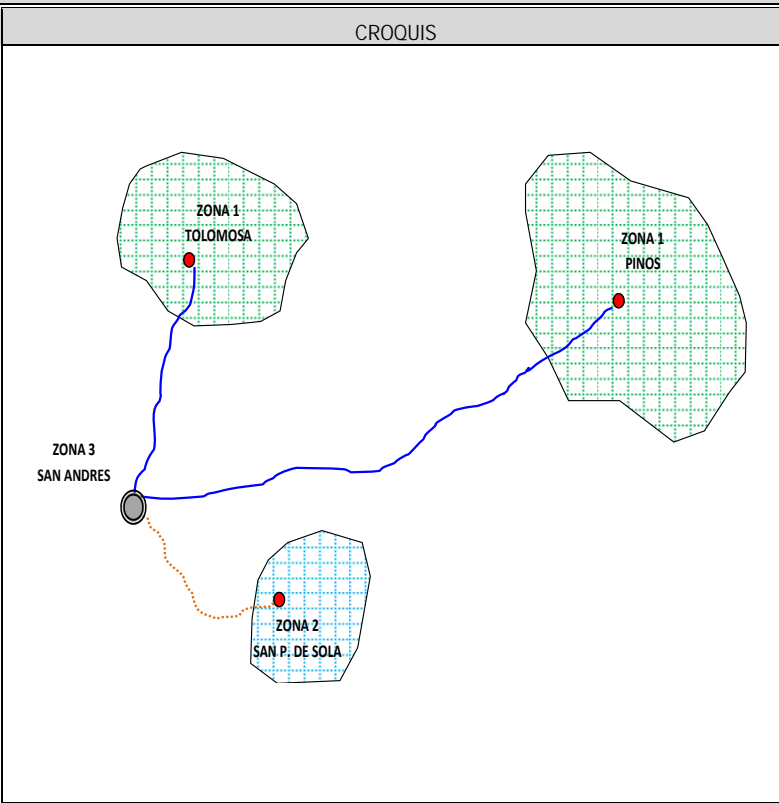 CROQUIS
ZONA 1
TOLOMOSA
ZONA 1
PINOS
ZONA 3
SAN ANDRES
ZONA 2
SAN P. DE SOLA